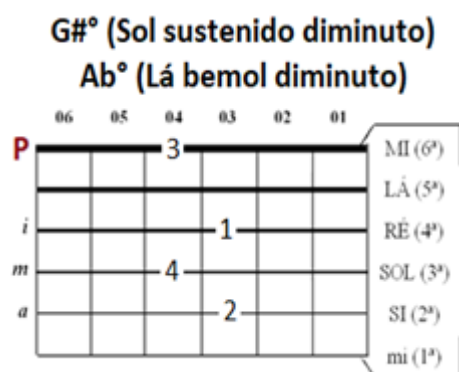 G#° (Sol sustenido diminuto)
Ab° (Lá bemol diminuto)
06 05 04 03 02 01
P 3 MI (6ª)
LÁ (5ª)
i 1 RÉ (4ª)
m 4 SOL (3ª)
a 2 SI (2ª)
mi (1ª)